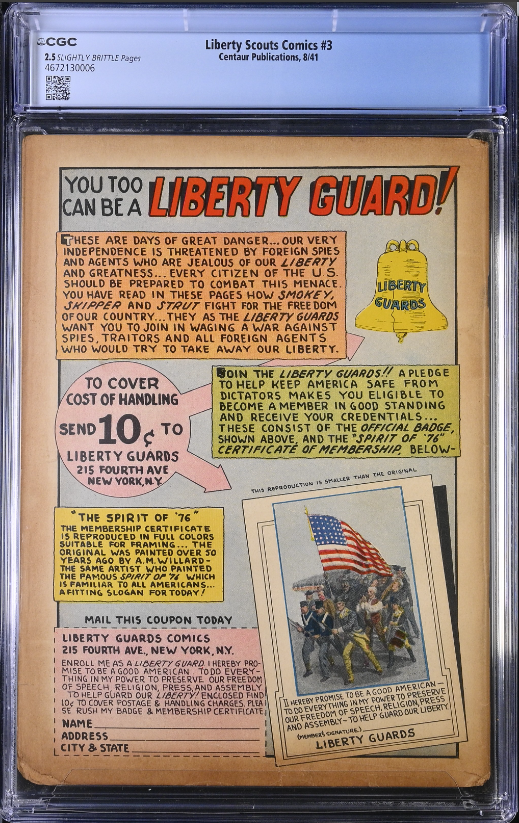 CGC
2.5 SLIGHTLY BRITTLE Pages
4672130006
Liberty Scouts Comics #3
Centaur Publications, 8/41
YOU TOO
CAN BE A
LIBERTY GUARD!
THESE ARE DAYS OF GREAT DANGER... OUR VERY
INDEPENDENCE IS THREATENED BY FOREIGN SPIES
AND AGENTS WHO ARE JEALOUS OF OUR LIBERTY
AND GREATNESS... EVERY CITIZEN OF THE U.S.
SHOULD BE PREPARED TO COMBAT THIS MENACE.
YOU HAVE READ IN THESE PAGES HOW SMOKEY,
SKIPPER AND STRUT FIGHT FOR THE FREEDOM
OF OUR COUNTRY... THEY AS THE LIBERTY GUARDS
WANT YOU TO JOIN IN WAGING A WAR AGAINST
SPIES, TRAITORS AND ALL FOREIGN AGENTS
WHO WOULD TRY TO TAKE AWAY OUR LIBERTY.
LIBERTY
GUARDS
TO COVER
COST OF HANDLING
SEND 10¢ TO
LIBERTY GUARDS
215 FOURTH AVE
NEW YORK, N.Y.
JOIN THE LIBERTY GUARDS!! A PLEDGE
TO HELP KEEP AMERICA SAFE FROM
DICTATORS MAKES YOU ELIGIBLE TO
BECOME A MEMBER IN GOOD STANDING
AND RECEIVE YOUR CREDENTIALS...
THESE CONSIST OF THE OFFICIAL BADGE,
SHOWN ABOVE, AND THE "SPIRIT OF '76"
CERTIFICATE OF MEMBERSHIP, BELOW-
THIS REPRODUCTION IS SMALLER THAN THE ORIGINAL
"THE SPIRIT OF '76"
THE MEMBERSHIP CERTIFICATE
IS REPRODUCED IN FULL COLORS
SUITABLE FOR FRAMING... THE
ORIGINAL WAS PAINTED OVER 50
YEARS AGO BY A.M. WILLARD-
THE SAME ARTIST WHO PAINTED
THE FAMOUS SPIRIT OF 76 WHICH
IS FAMILIAR TO ALL AMERICANS...
A FITTING SLOGAN FOR TODAY!
MAIL THIS COUPON TODAY
LIBERTY GUARDS COMICS
215 FOURTH AVE., NEW YORK, N.Y.
ENROLL ME AS A LIBERTY GUARD. I HEREBY PRO-
MISE TO BE A GOOD AMERICAN TO DO EVERY-
THING IN MY POWER TO PRESERVE OUR FREEDOM
OF SPEECH, RELIGION, PRESS, AND ASSEMBLY
TO HELP GUARD OUR LIBERTY. ENCLOSED FIND
10¢ TO COVER POSTAGE & HANDLING CHARGES, PLEA
SE RUSH MY BADGE & MEMBERSHIP CERTIFICATE.
NAME
ADDRESS
CITY & STATE
I HEREBY PROMISE TO BE A GOOD AMERICAN —
TO DO EVERYTHING IN MY POWER TO PRESERVE
OUR FREEDOM OF SPEECH, RELIGION, PRESS
AND ASSEMBLY- TO HELP GUARD OUR LIBERTY.
(MEMBER'S SIGNATURE)
LIBERTY GUARDS